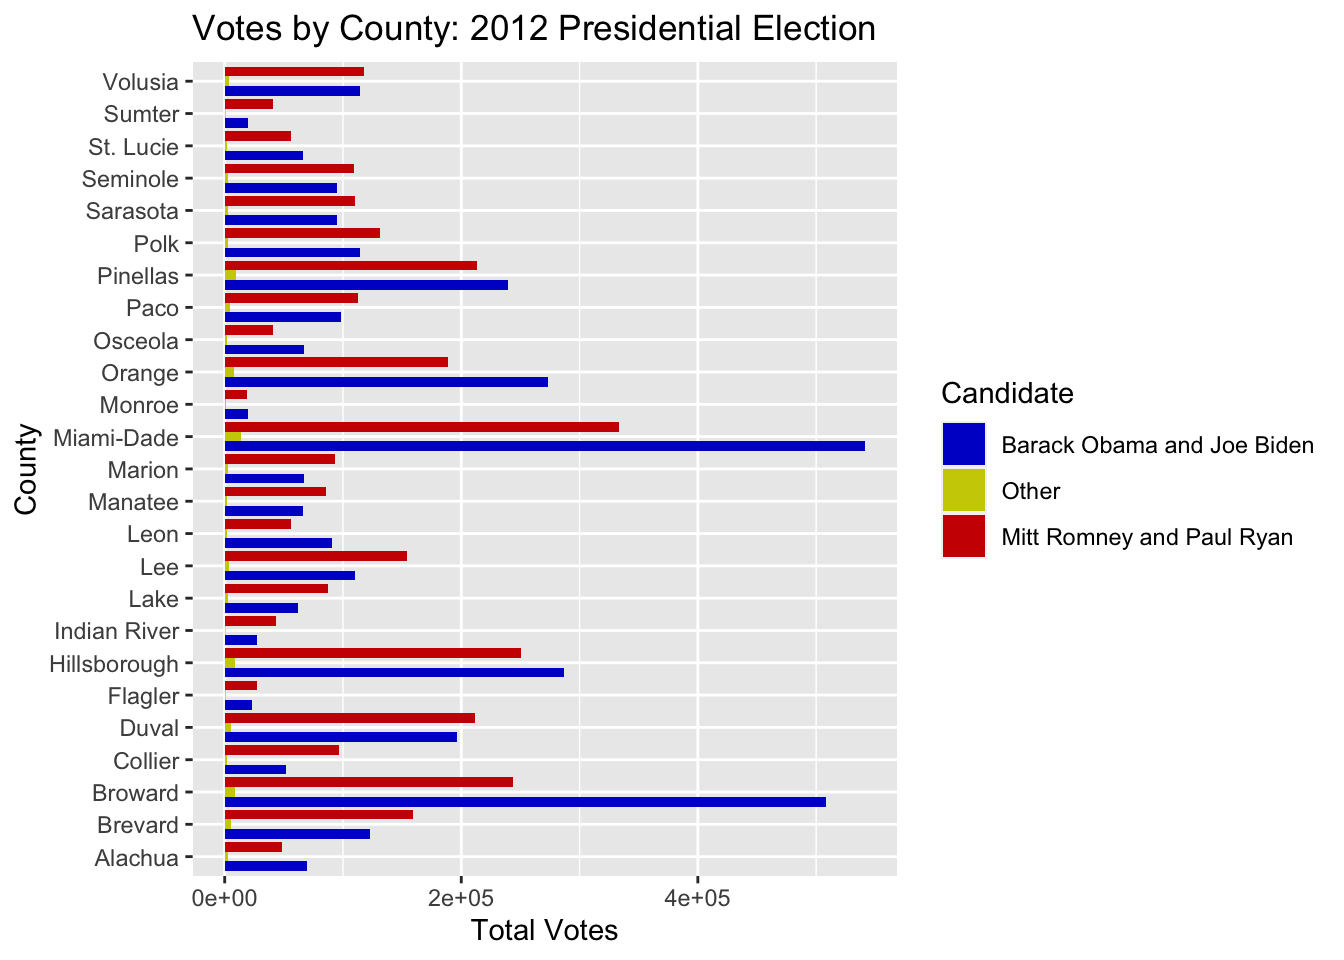 Votes by County: 2012 Presidential Election
County
Volusia
Sumter
St. Lucie
Seminole
Sarasota
Polk
Pinellas
Paco
Osceola
Orange
Monroe
Miami-Dade
Marion
Manatee
Leon
Lee
Lake
Indian River
Hillsborough
Flagler
Duval
Collier
Broward
Brevard
Alachua
0e+00 2e+05 4e+05
Total Votes
Candidate
Barack Obama and Joe Biden
Other
Mitt Romney and Paul Ryan